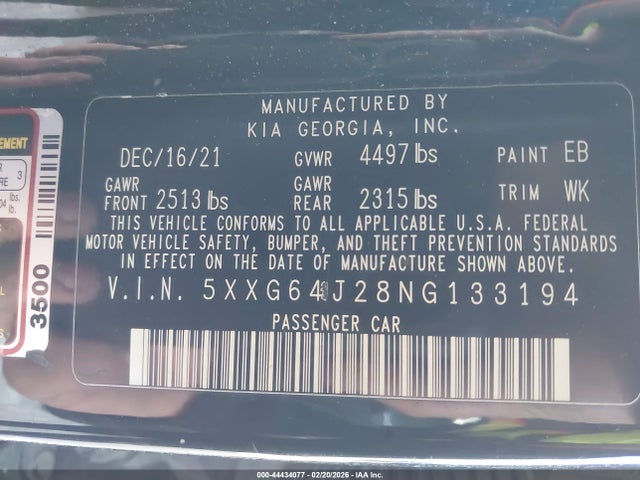 MANUFACTURED BY
KIA GEORGIA, INC.
DEC/16/21 GVWR 4497 lbs PAINT EB
GAWR FRONT 2513 lbs GAWR REAR 2315 lbs TRIM WK
THIS VEHICLE CONFORMS TO ALL APPLICABLE U.S.A. FEDERAL
MOTOR VEHICLE SAFETY, BUMPER, AND THEFT PREVENTION STANDARDS
IN EFFECT ON THE DATE OF MANUFACTURE SHOWN ABOVE.
V.I.N. 5XXG64J28NG133194
PASSENGER CAR
3
lbs.
lb.
3500
000-44434077 | 02/20/2026 | IAA Inc.